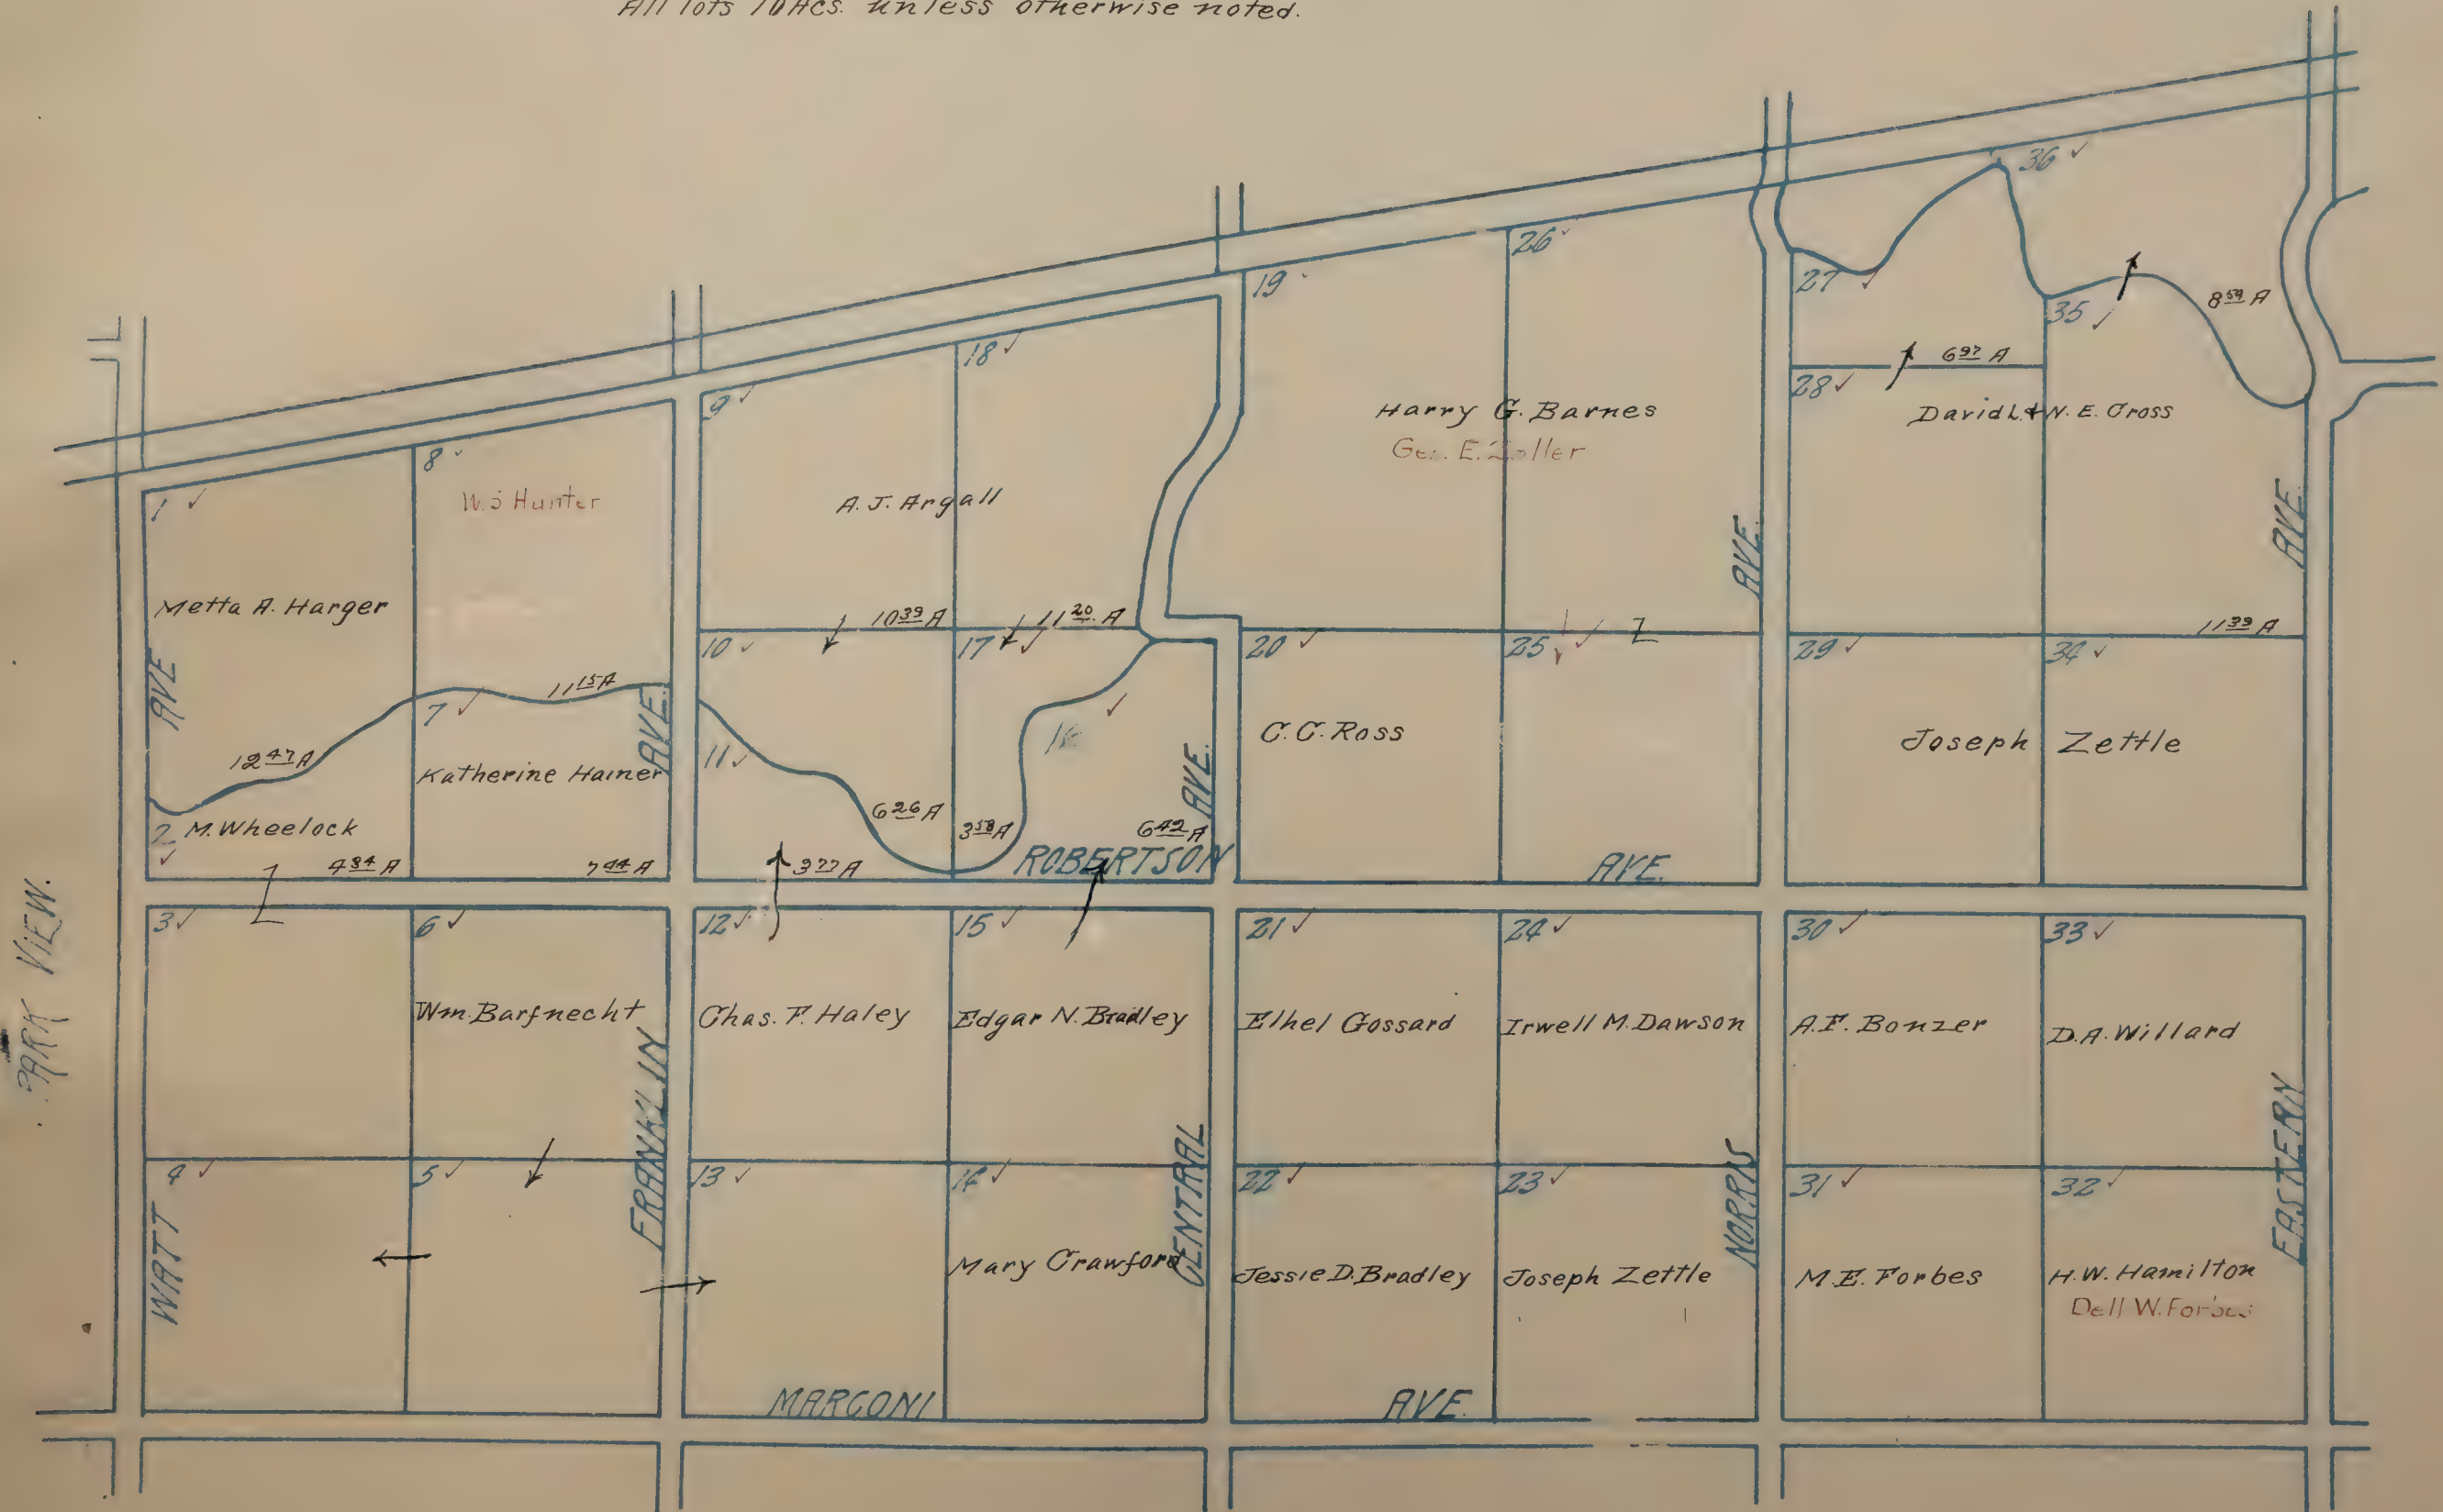 All lots 10 Acs. unless otherwise noted.
36
26
27
19
35
8 59 A
18
6 97 A
28
9
Harry G. Barnes
David L. & N. E. Cross
8
W. S Hunter
1
A. J. Argall
AVE.
AVE.
Metta A. Harger
10 39 A
11 20 A
11 39 A
10
17
20
25
29
34
AVE
11 15 A
AVE.
7
12 47 A
Katherine Hainer
11
C. C. Ross
Joseph Zettle
AVE.
2
M. Wheelock
6 26 A
3 58 A
6 42 A
4 84 A
7 44 A
3 77 A
ROBERTSON
AVE.
PARK VIEW.
3
6
12
15
21
24
30
33
Wm. Barfnecht
Chas. F. Haley
Edgar N. Bradley
Ethel Gossard
Irwell M. Dawson
A. F. Bonzer
D. A. Willard
4
5
13
14
22
23
31
32
WATT
FRANKLIN
CENTRAL
NORRIS
EASTERN
Mary Crawford
Jessie D. Bradley
Joseph Zettle
M. E. Forbes
H. W. Hamilton
Dell W. Forbes
MARCONI
AVE.